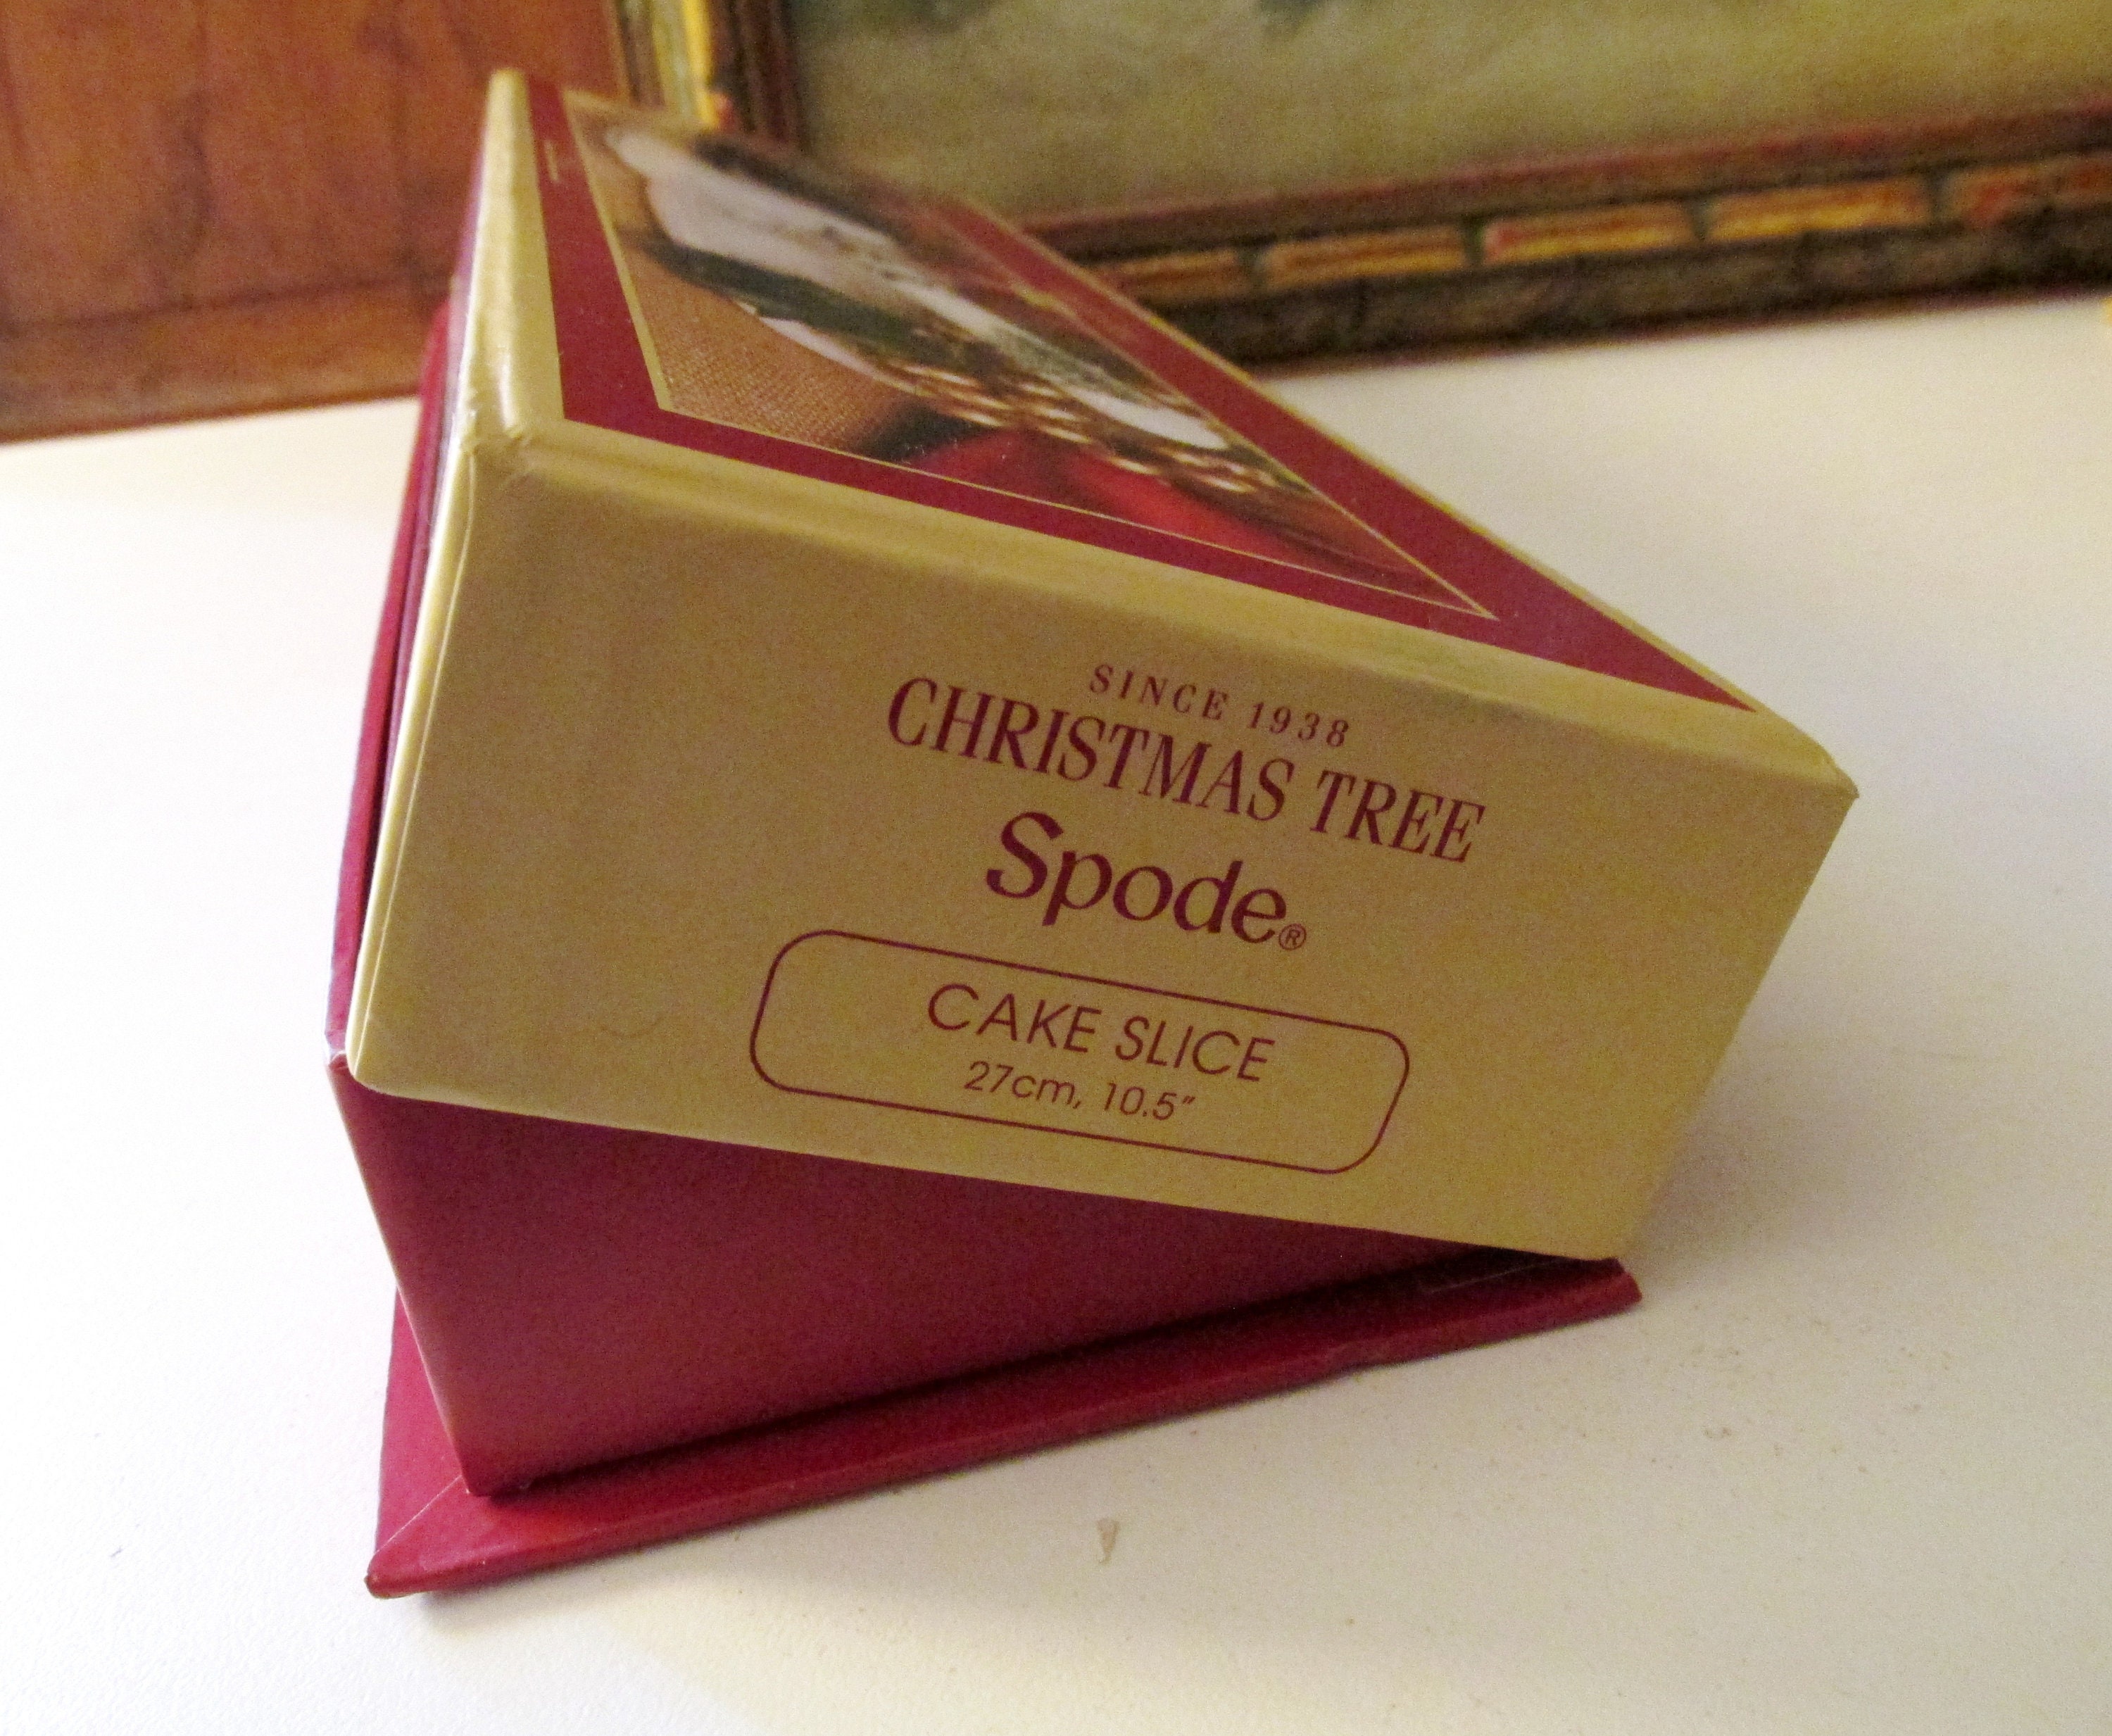 SINCE 1938
CHRISTMAS TREE
Spode®
CAKE SLICE
27cm, 10.5"